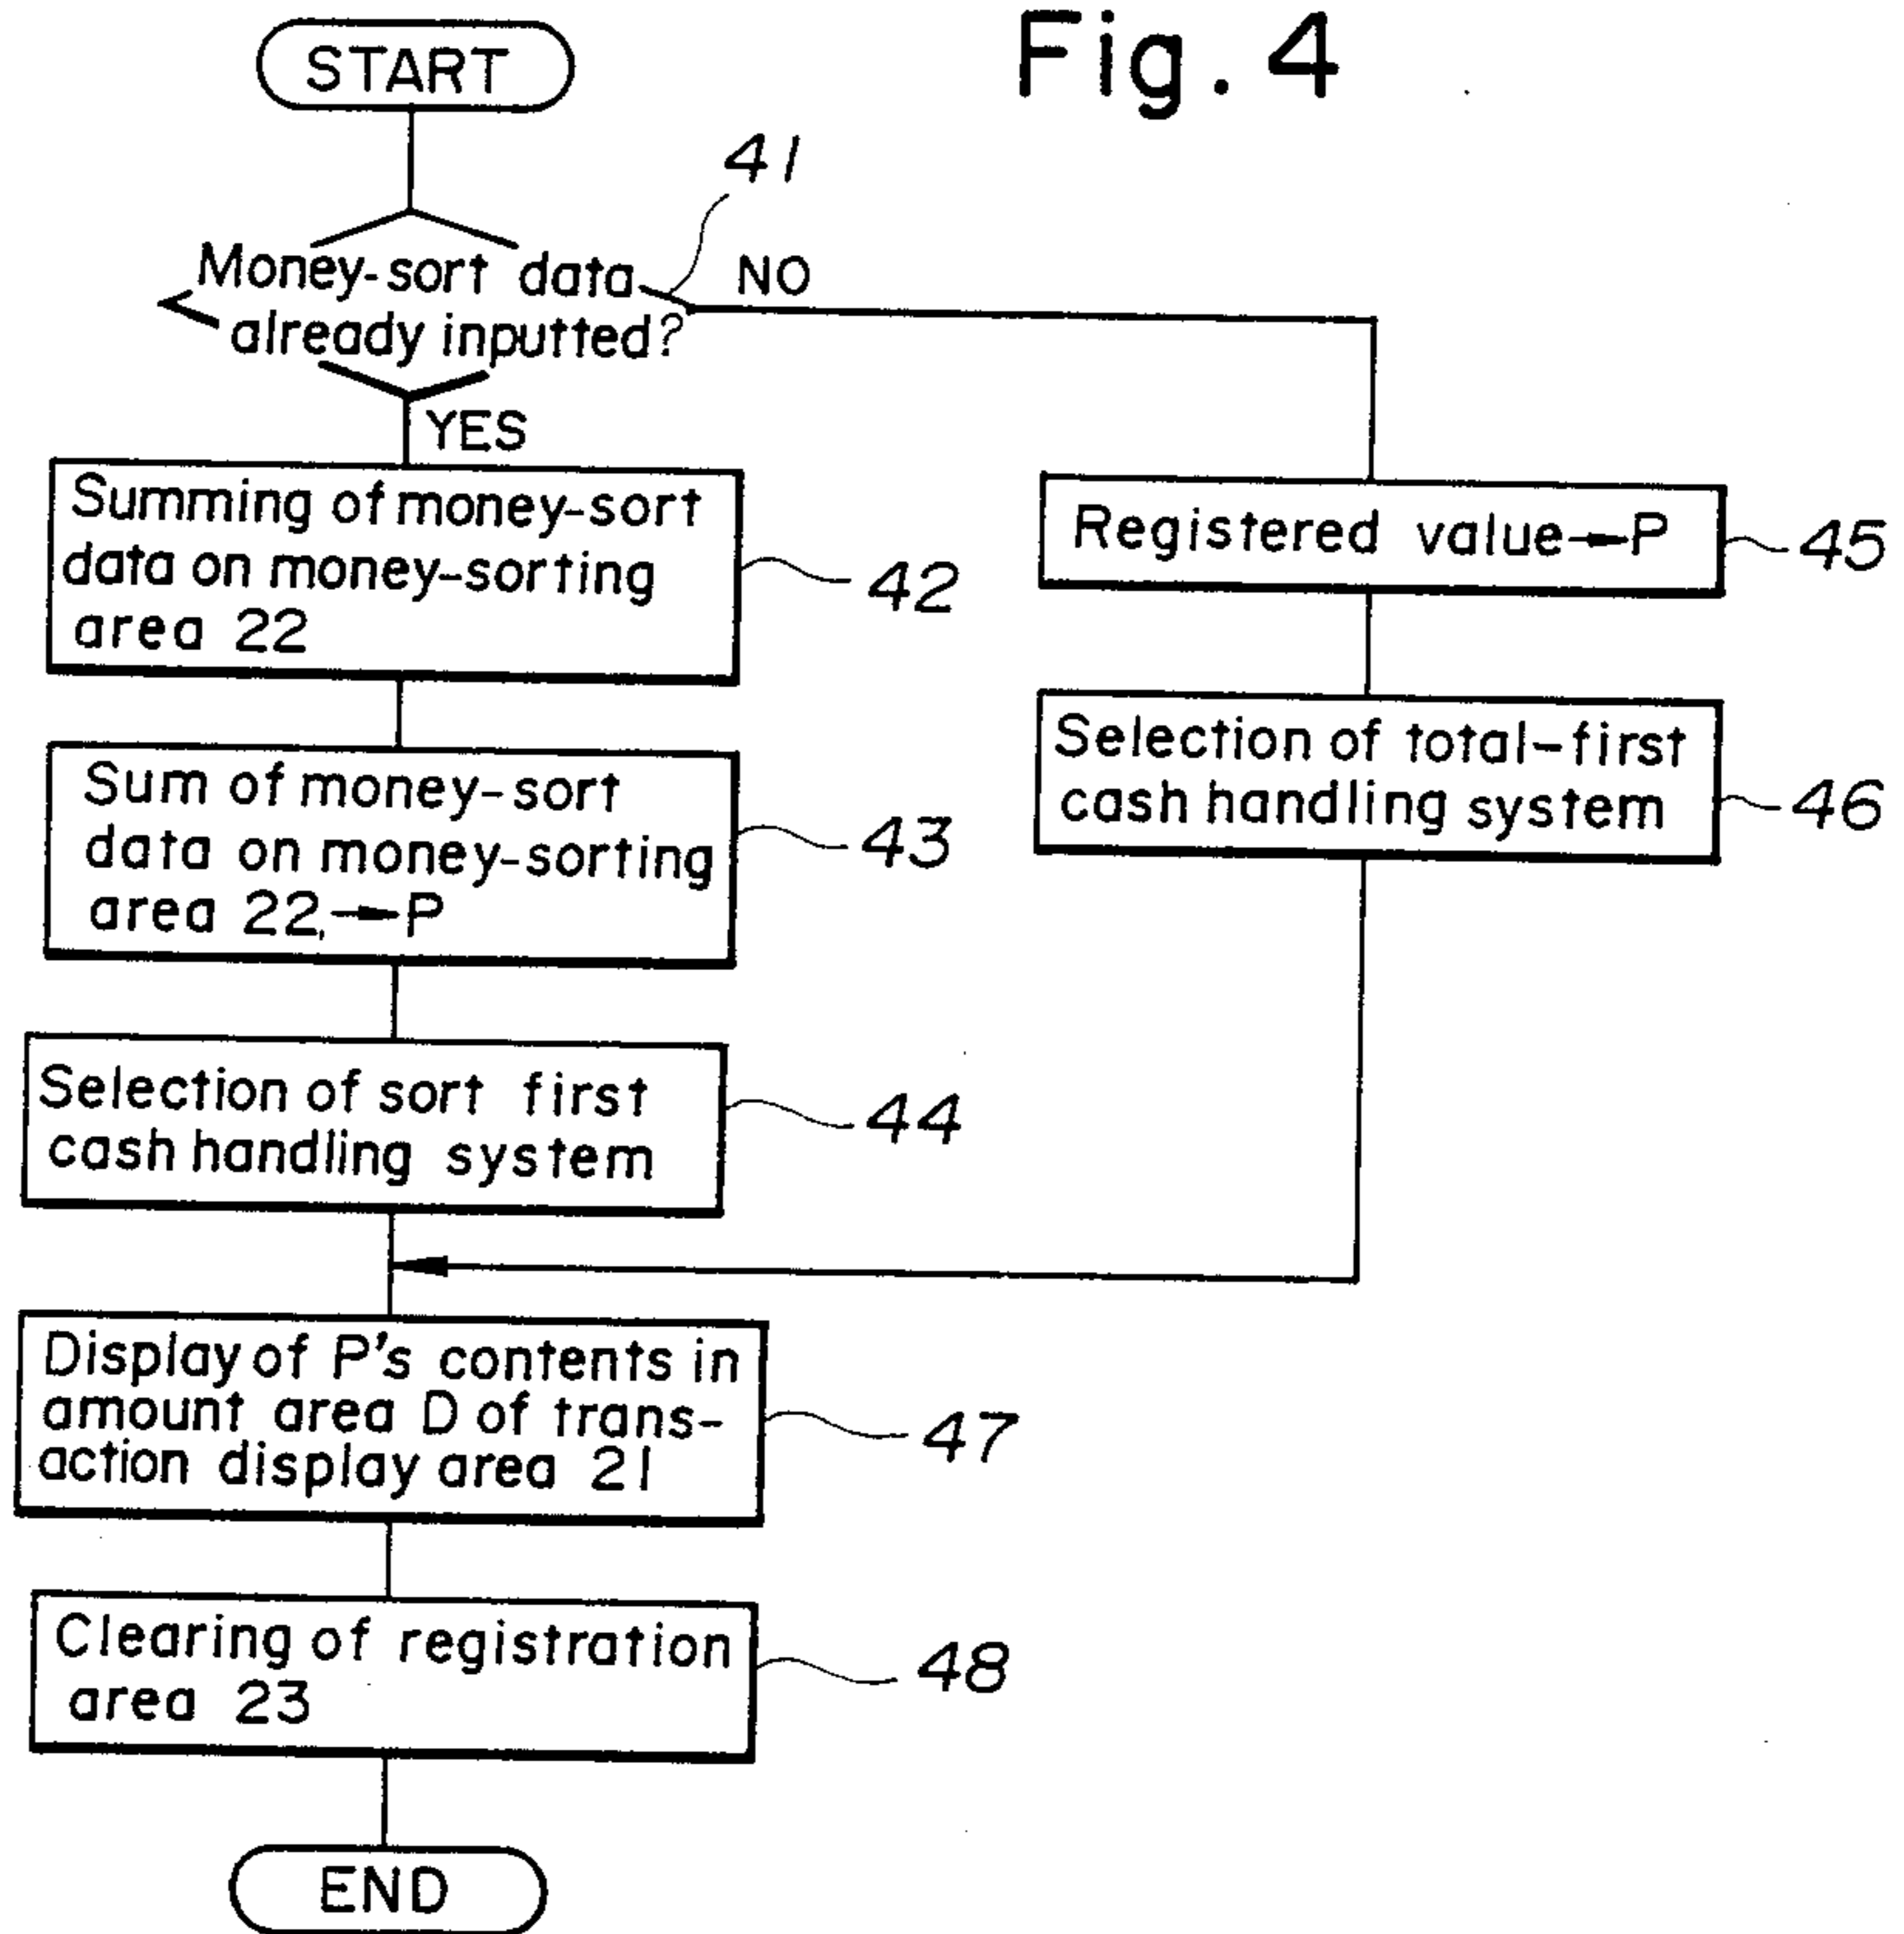 Fig. 4
START
41
Money-sort data
already inputted?
NO
YES
Summing of money-sort
data on money-sorting
area 22
42
Sum of money-sort
data on money-sorting
area 22, → P
43
Selection of sort first
cash handling system
44
Registered value → P
45
Selection of total-first
cash handling system
46
Display of P's contents in
amount area D of trans-
action display area 21
47
Clearing of registration
area 23
48
END